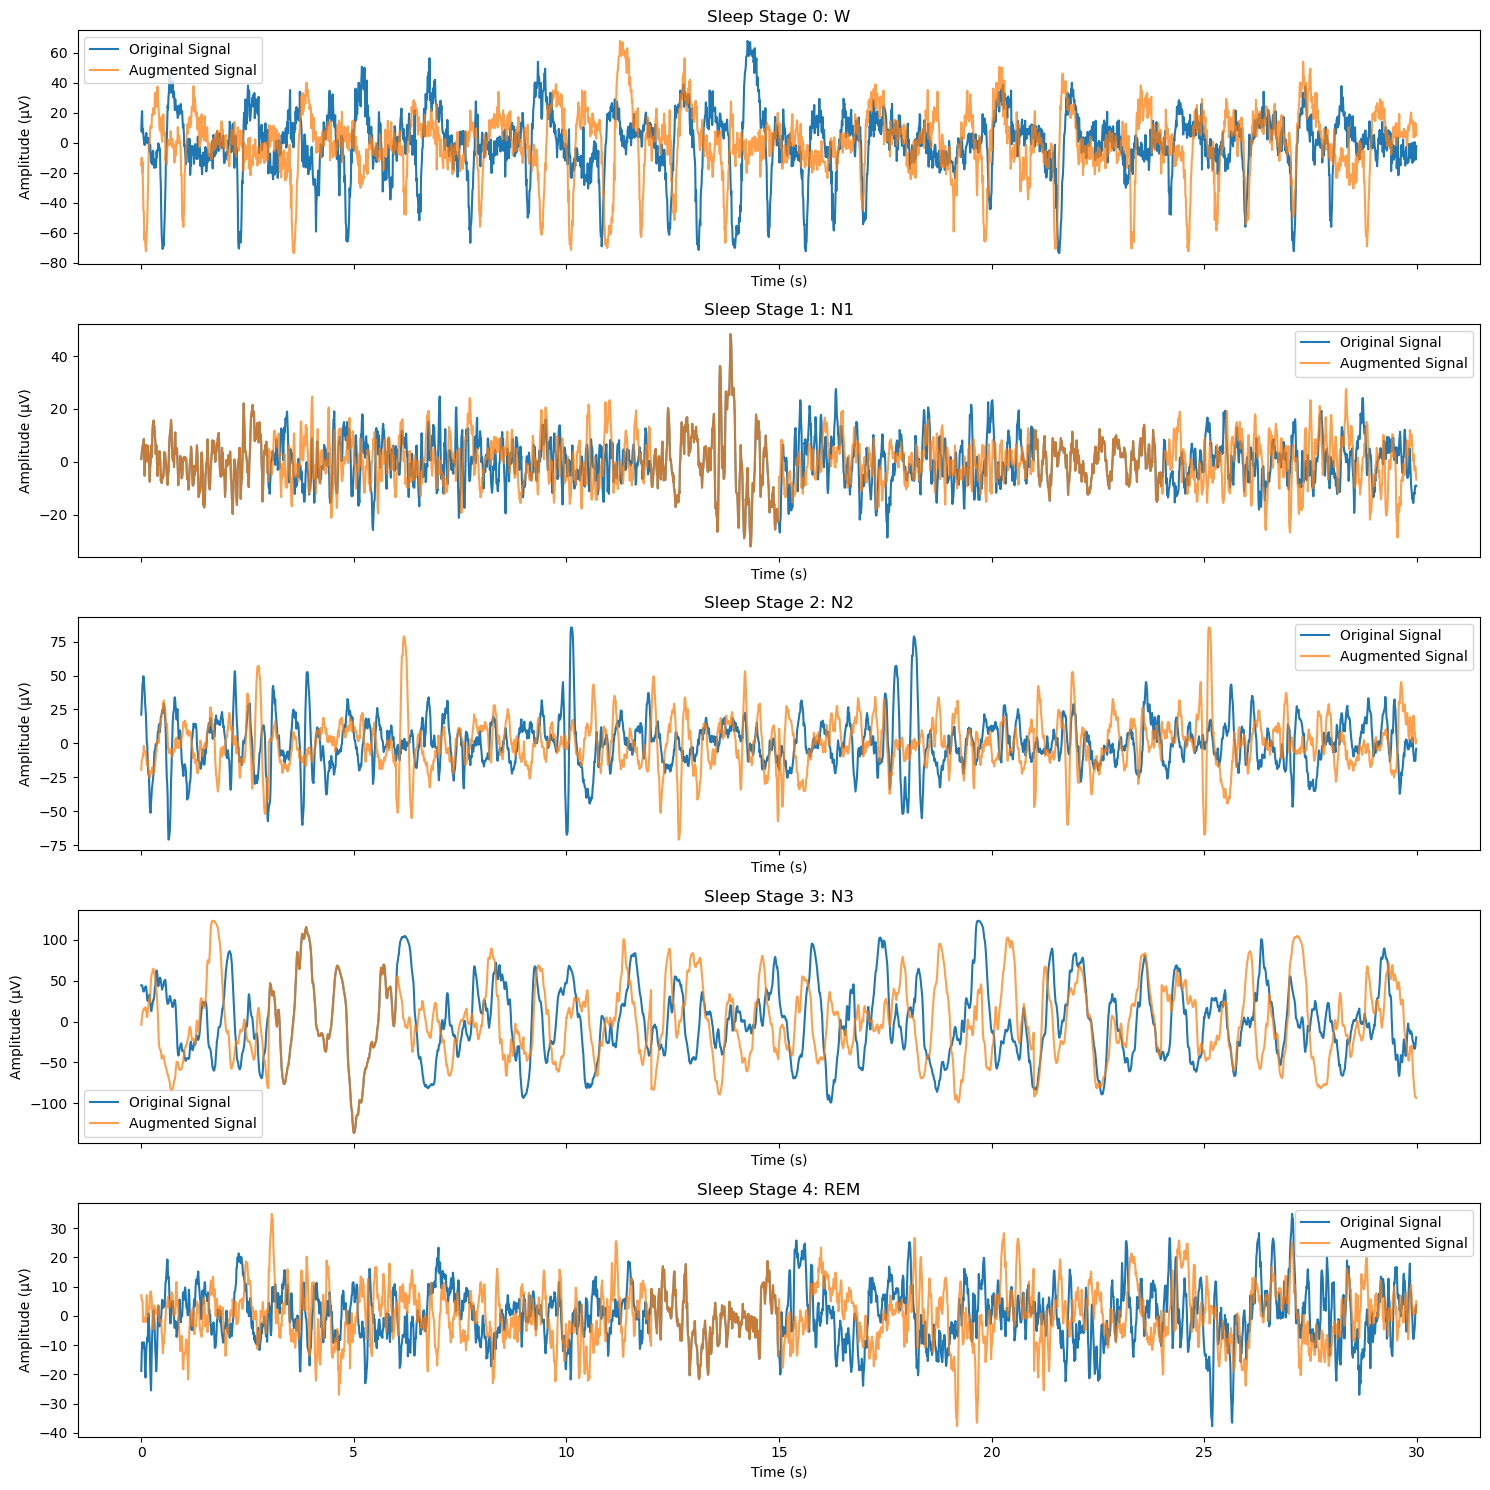 Sleep Stage 0: W
Original Signal
Augmented Signal
Amplitude (µV)
60
40
20
0
−20
−40
−60
−80
Time (s)
Sleep Stage 1: N1
Original Signal
Augmented Signal
Amplitude (µV)
40
20
0
−20
Time (s)
Sleep Stage 2: N2
Original Signal
Augmented Signal
Amplitude (µV)
75
50
25
0
−25
−50
−75
Time (s)
Sleep Stage 3: N3
Original Signal
Augmented Signal
Amplitude (µV)
100
50
0
−50
−100
Time (s)
Sleep Stage 4: REM
Original Signal
Augmented Signal
Amplitude (µV)
30
20
10
0
−10
−20
−30
−40
0 5 10 15 20 25 30
Time (s)